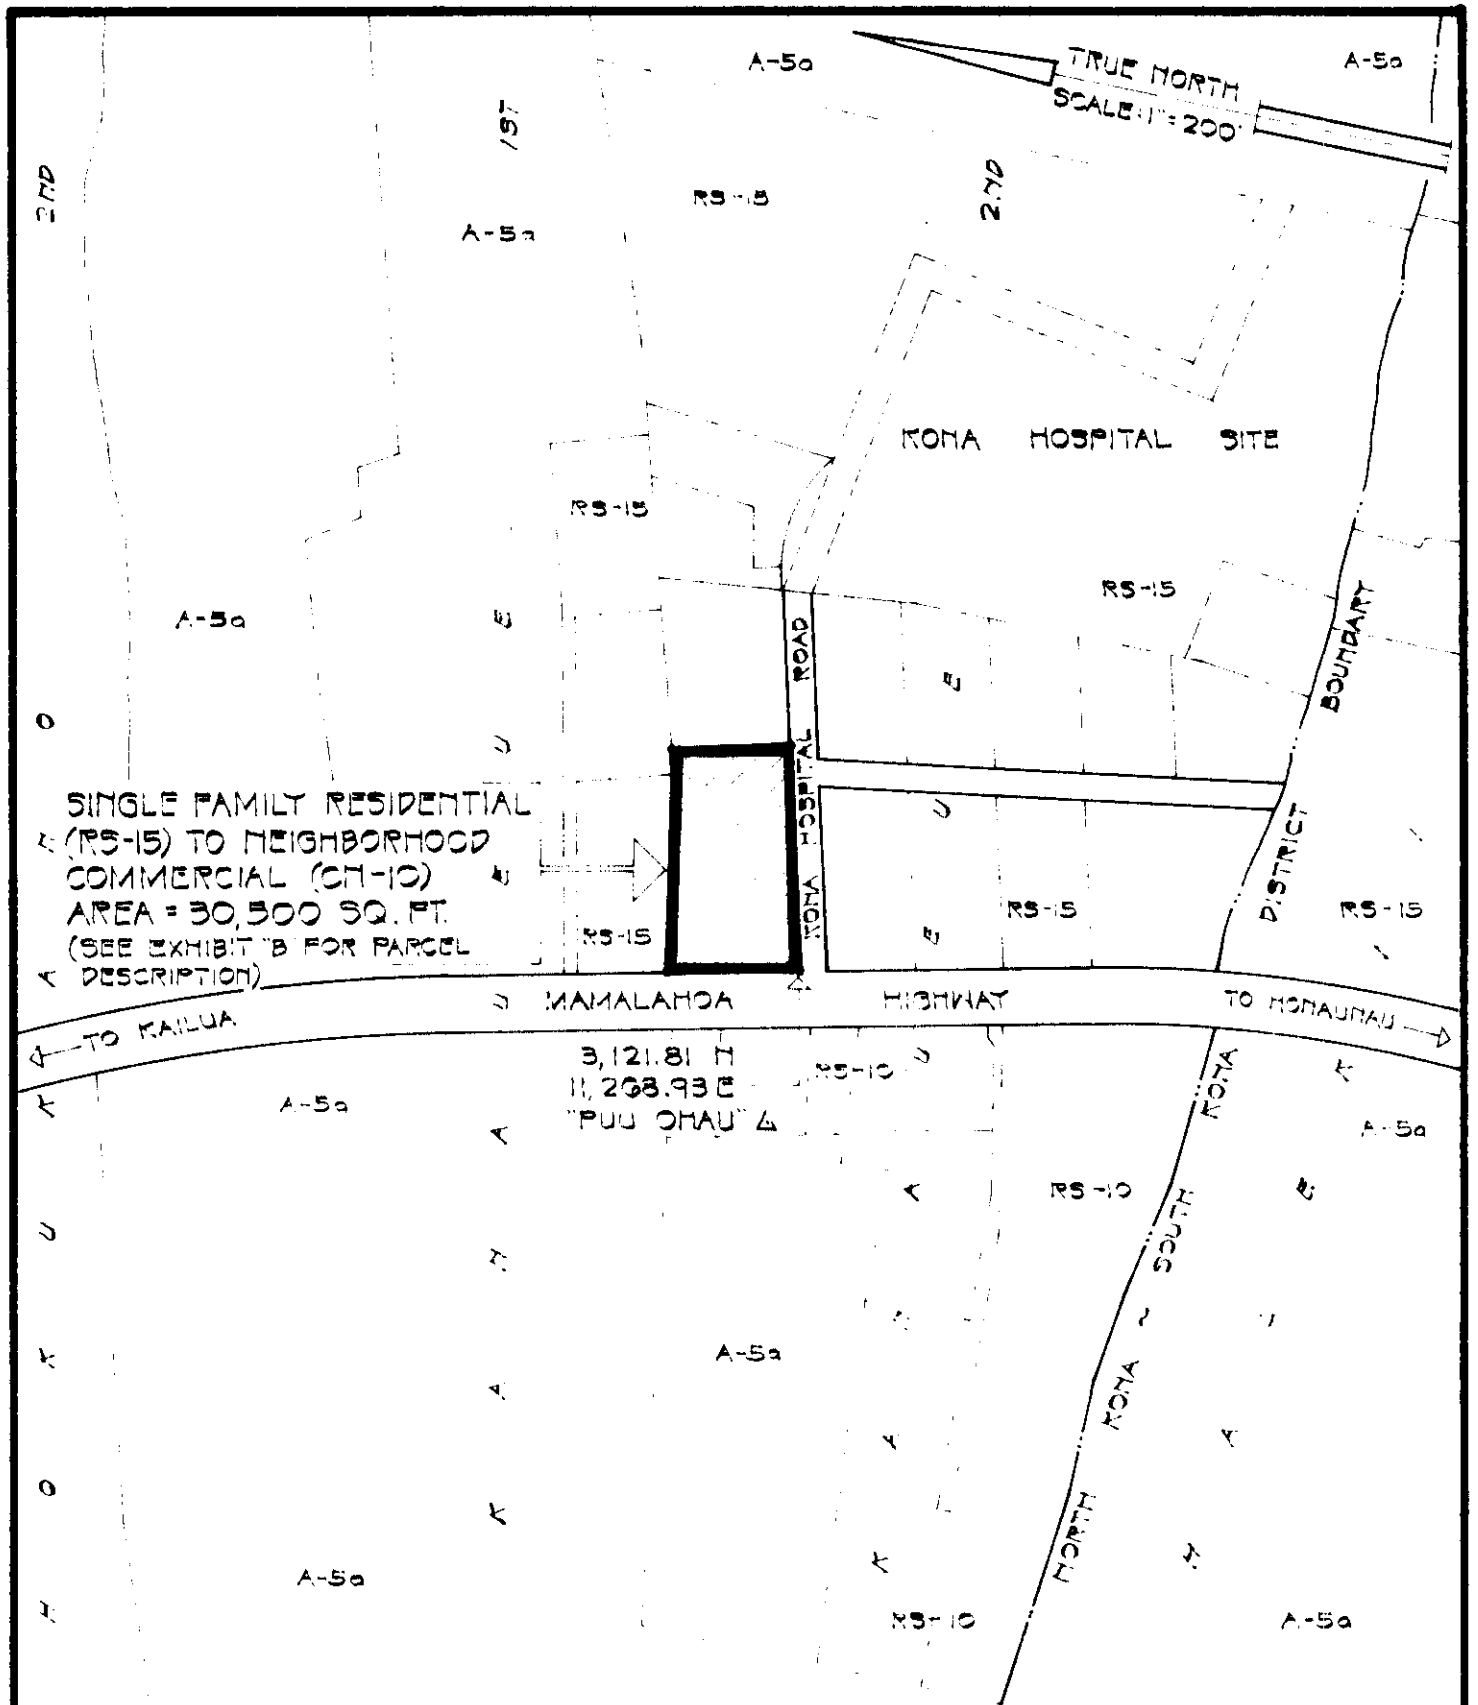 A-5a
TRUE NORTH
SCALE: 1" = 200'
A-5a
1ST
2ND
2ND
RS-15
A-5a
KONA HOSPITAL SITE
RS-15
RS-15
A-5a
KONA HOSPITAL ROAD
SINGLE FAMILY RESIDENTIAL
(RS-15) TO NEIGHBORHOOD
COMMERCIAL (CN-10)
AREA = 30,500 SQ. FT.
(SEE EXHIBIT "B" FOR PARCEL
DESCRIPTION)
RS-15
RS-15
RS-15
DISTRICT BOUNDARY
MAMALAHOA HIGHWAY
TO KAILUA
TO HONAUNAU
3,121.81 N
11,268.93 E
"PUU OHAU"
RS-10
A-5a
A-5a
RS-10
A-5a
NORTH KONA ~ SOUTH KONA
A-5a
RS-10
A-5a